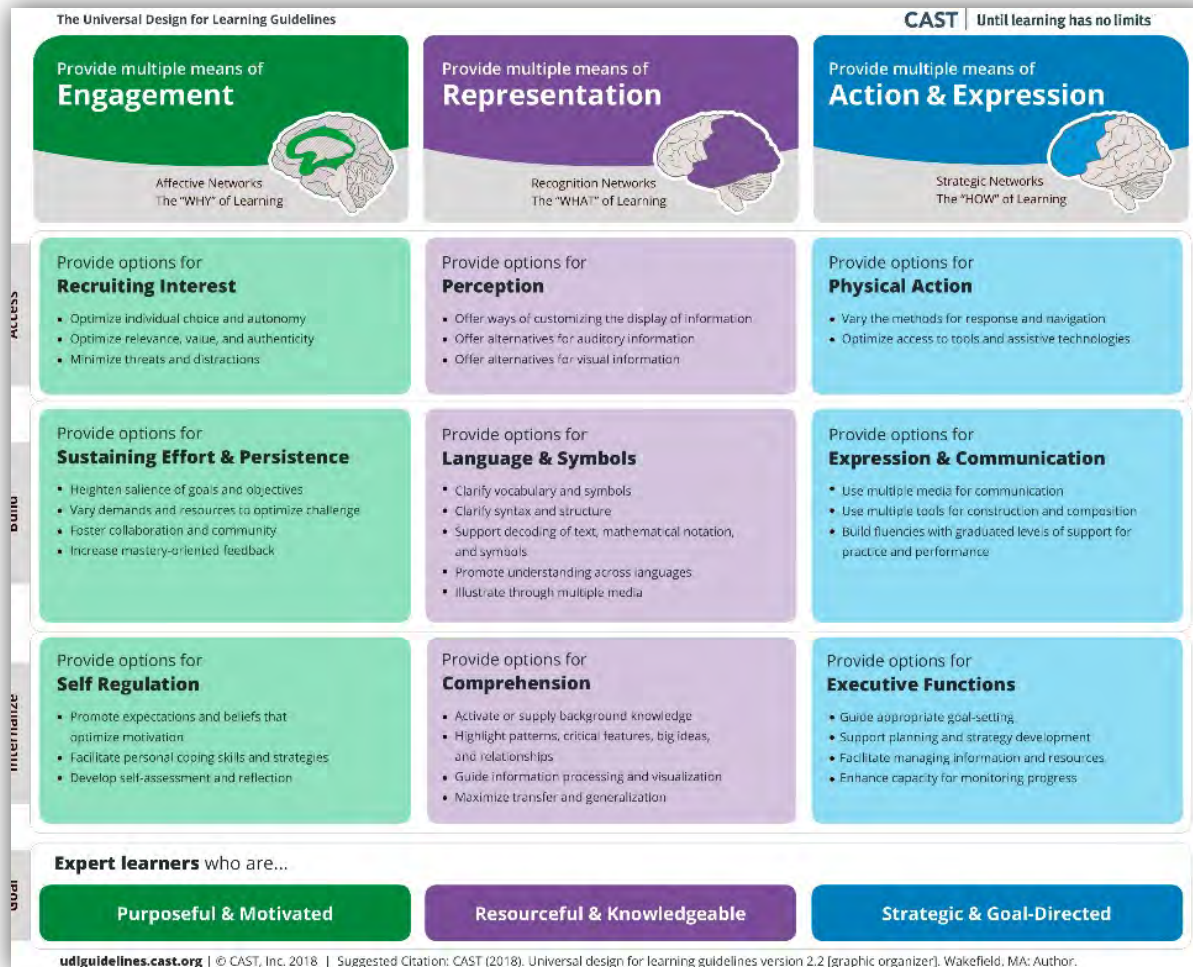 The Universal Design for Learning Guidelines
CAST | Until learning has no limits
Provide multiple means of
Engagement
Affective Networks
The "WHY" of Learning
Provide multiple means of
Representation
Recognition Networks
The "WHAT" of Learning
Provide multiple means of
Action & Expression
Strategic Networks
The "HOW" of Learning
Access
Provide options for
Recruiting Interest
• Optimize individual choice and autonomy
• Optimize relevance, value, and authenticity
• Minimize threats and distractions
Provide options for
Perception
• Offer ways of customizing the display of information
• Offer alternatives for auditory information
• Offer alternatives for visual information
Provide options for
Physical Action
• Vary the methods for response and navigation
• Optimize access to tools and assistive technologies
Build
Provide options for
Sustaining Effort & Persistence
• Heighten salience of goals and objectives
• Vary demands and resources to optimize challenge
• Foster collaboration and community
• Increase mastery-oriented feedback
Provide options for
Language & Symbols
• Clarify vocabulary and symbols
• Clarify syntax and structure
• Support decoding of text, mathematical notation,
and symbols
• Promote understanding across languages
• Illustrate through multiple media
Provide options for
Expression & Communication
• Use multiple media for communication
• Use multiple tools for construction and composition
• Build fluencies with graduated levels of support for
practice and performance
Internalize
Provide options for
Self Regulation
• Promote expectations and beliefs that
optimize motivation
• Facilitate personal coping skills and strategies
• Develop self-assessment and reflection
Provide options for
Comprehension
• Activate or supply background knowledge
• Highlight patterns, critical features, big ideas,
and relationships
• Guide information processing and visualization
• Maximize transfer and generalization
Provide options for
Executive Functions
• Guide appropriate goal-setting
• Support planning and strategy development
• Facilitate managing information and resources
• Enhance capacity for monitoring progress
Goal
Expert learners who are...
Purposeful & Motivated
Resourceful & Knowledgeable
Strategic & Goal-Directed
udlguidelines.cast.org | © CAST, Inc. 2018 | Suggested Citation: CAST (2018). Universal design for learning guidelines version 2.2 [graphic organizer]. Wakefield, MA: Author.